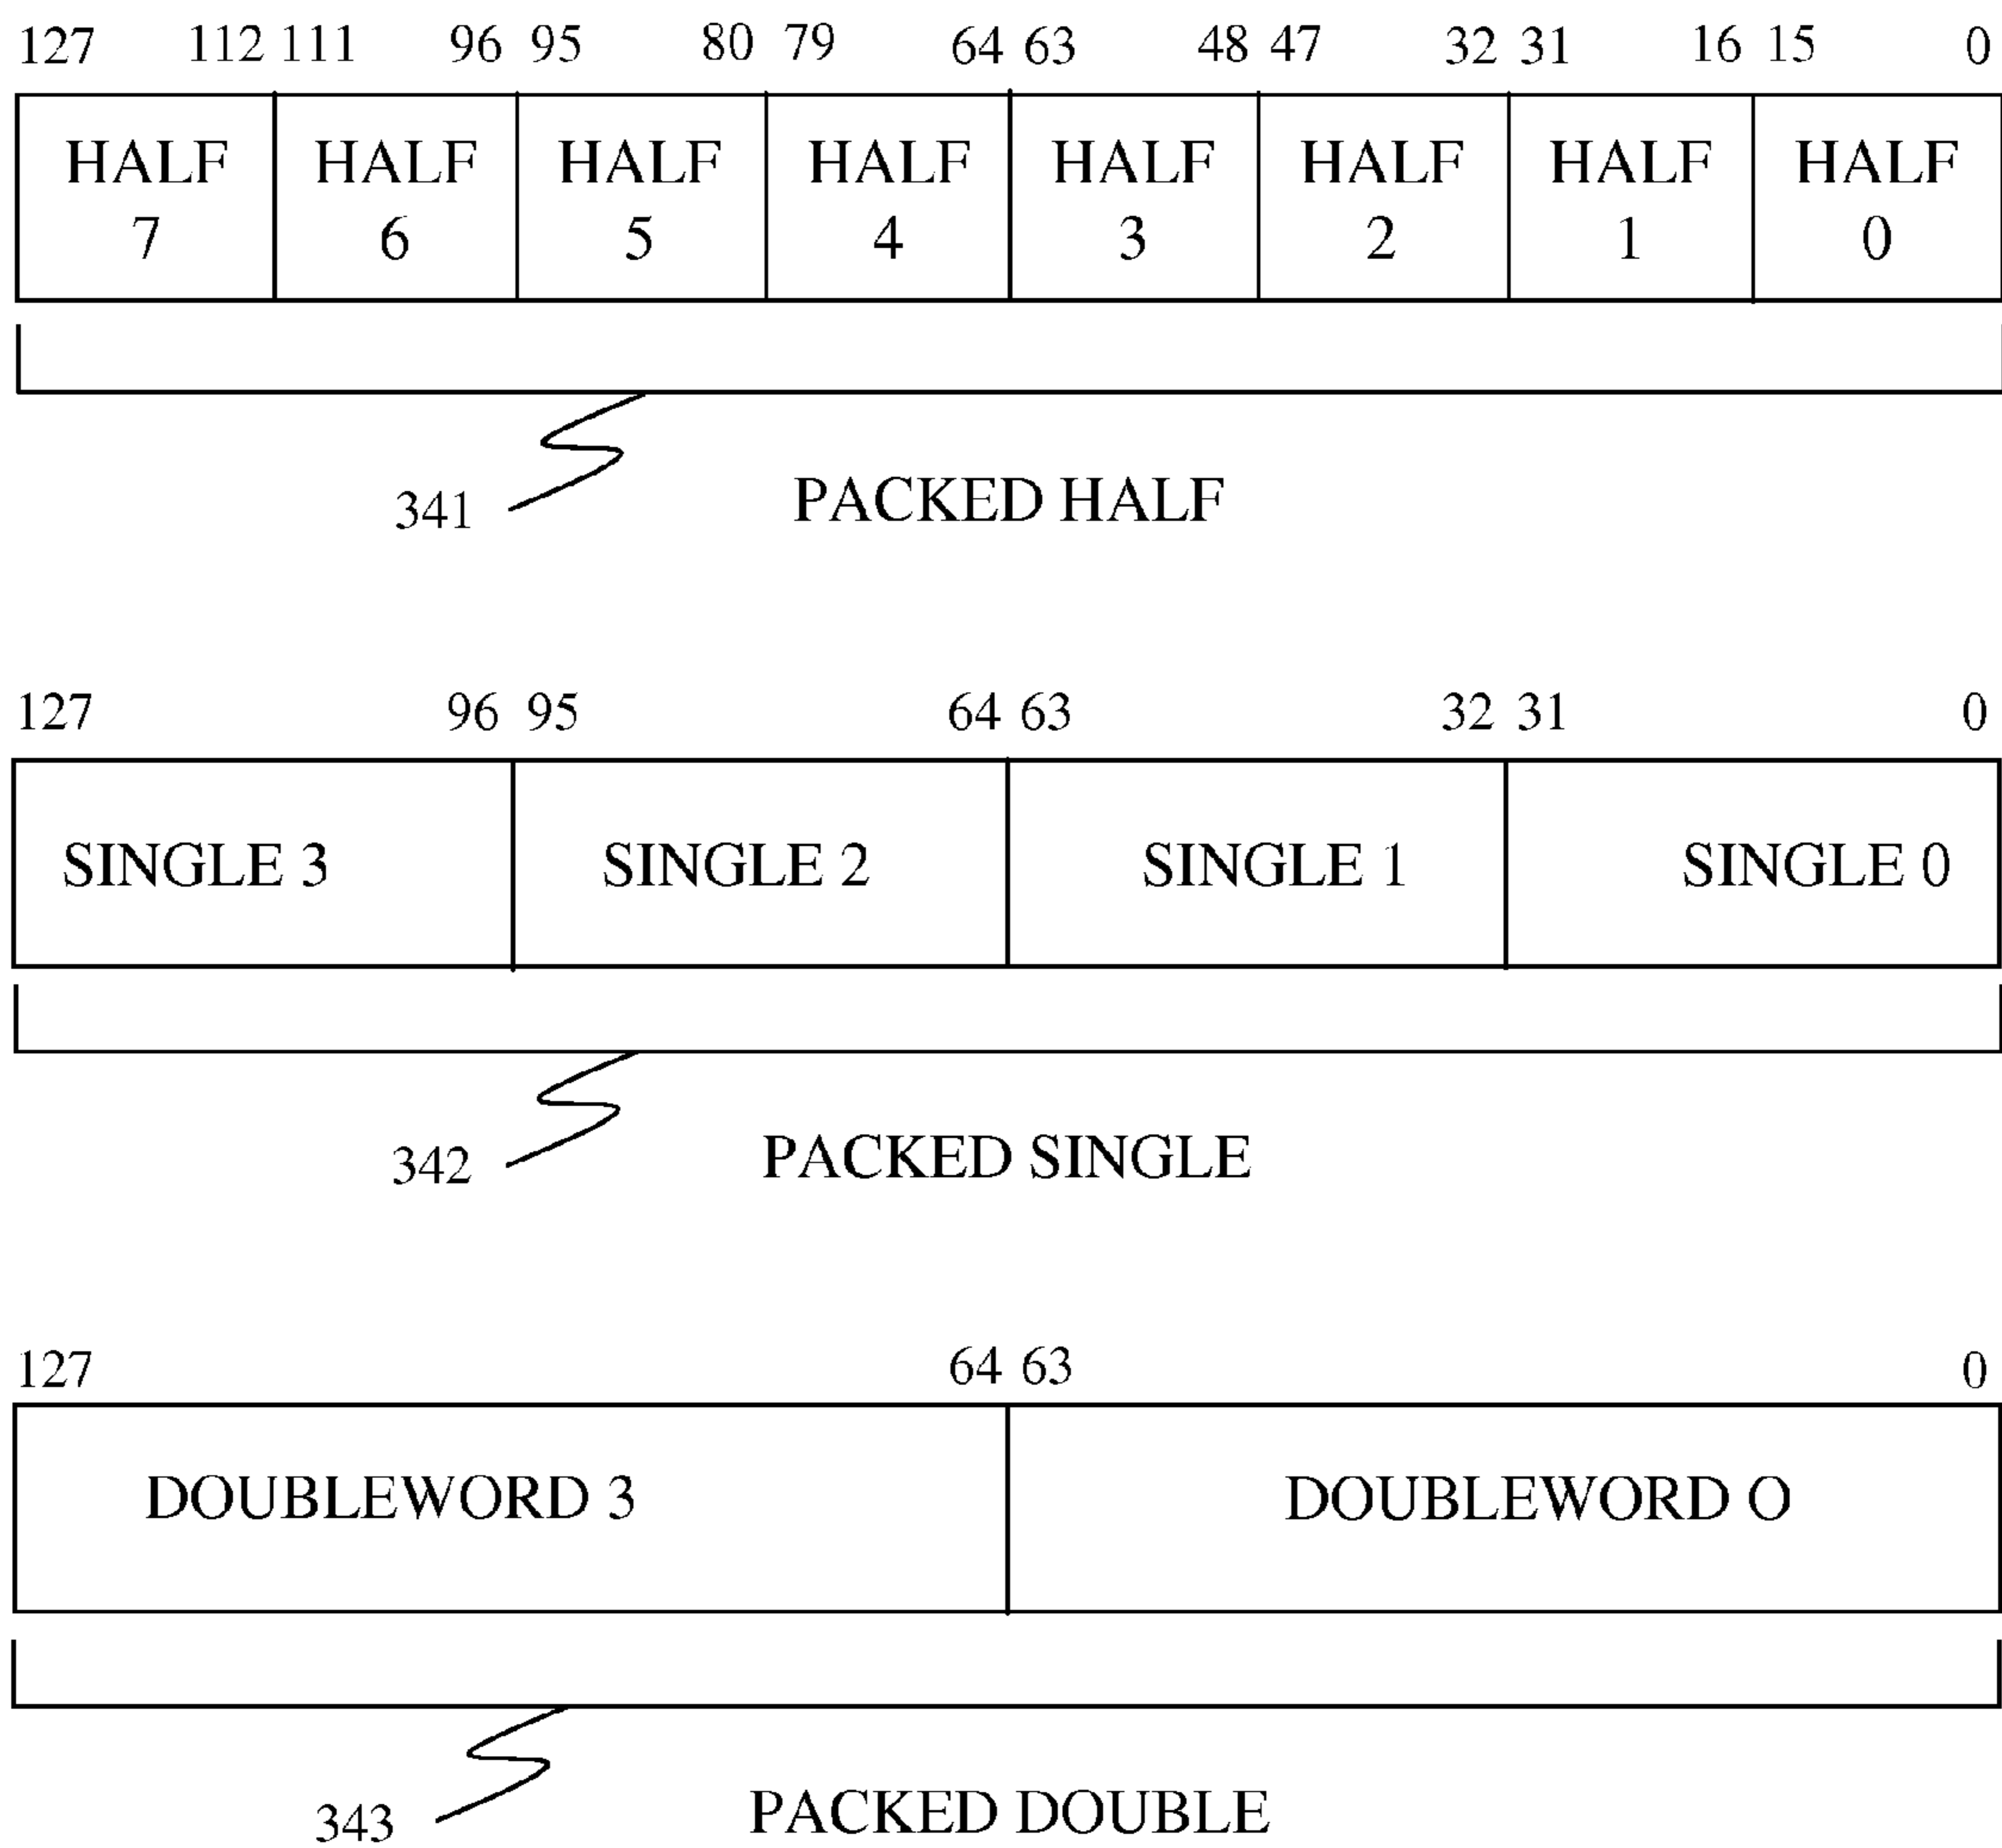 127 112 111 96 95 80 79 64 63 48 47 32 31 16 15 0
HALF HALF HALF HALF HALF HALF HALF HALF
7 6 5 4 3 2 1 0
341 PACKED HALF
127 96 95 64 63 32 31 0
SINGLE 3 SINGLE 2 SINGLE 1 SINGLE 0
342 PACKED SINGLE
127 64 63 0
DOUBLEWORD 3 DOUBLEWORD O
343 PACKED DOUBLE